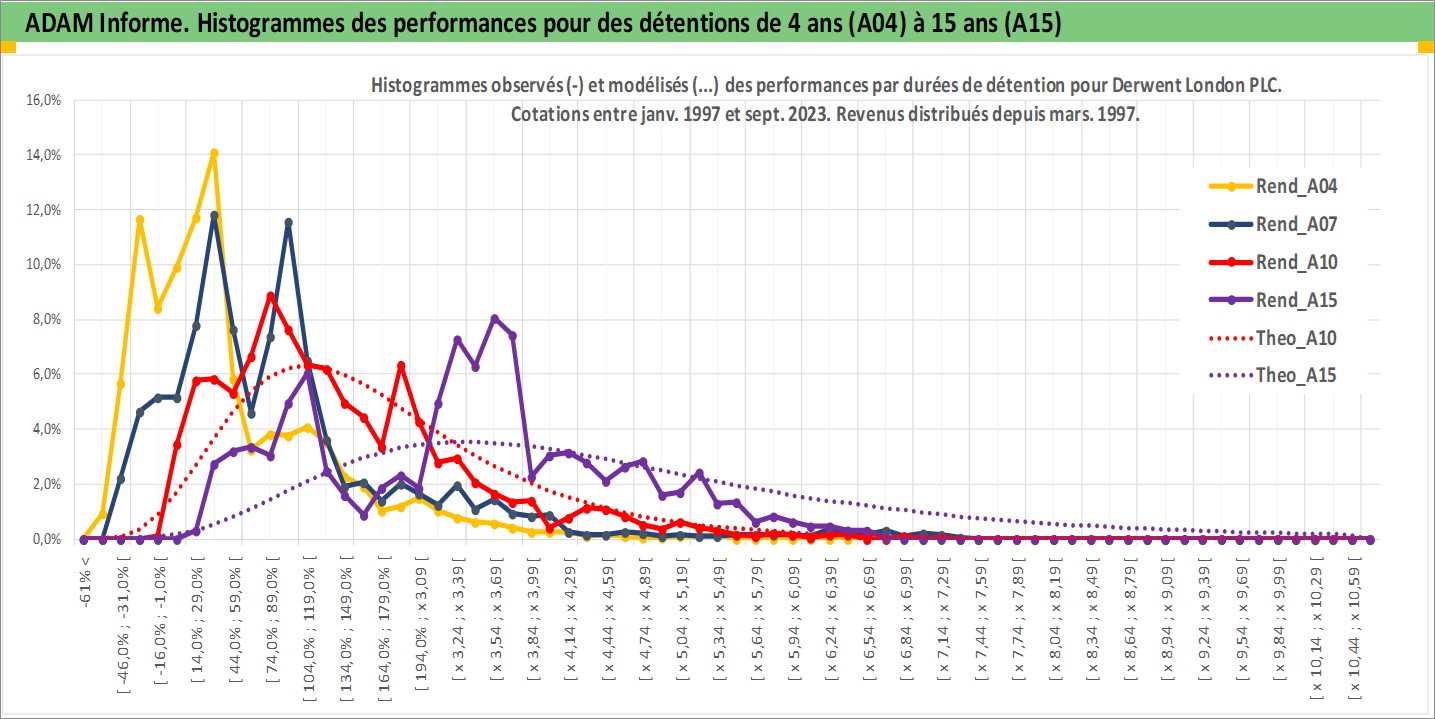 ADAM Informe. Histogrammes des performances pour des détentions de 4 ans (A04) à 15 ans (A15)
Histogrammes observés (-) et modélisés (...) des performances par durées de détention pour Derwent London PLC.
Cotations entre janv. 1997 et sept. 2023. Revenus distribués depuis mars. 1997.
16,0%
14,0%
12,0%
10,0%
8,0%
6,0%
4,0%
2,0%
0,0%
Rend_A04
Rend_A07
Rend_A10
Rend_A15
Theo_A10
Theo_A15
-61% <
[ -46,0% ; -31,0% [
[ -16,0% ; -1,0% [
[ 14,0% ; 29,0% [
[ 44,0% ; 59,0% [
[ 74,0% ; 89,0% [
[ 104,0% ; 119,0% [
[ 134,0% ; 149,0% [
[ 164,0% ; 179,0% [
[ 194,0% ; x 3,09 [
[ x 3,24 ; x 3,39 [
[ x 3,54 ; x 3,69 [
[ x 3,84 ; x 3,99 [
[ x 4,14 ; x 4,29 [
[ x 4,44 ; x 4,59 [
[ x 4,74 ; x 4,89 [
[ x 5,04 ; x 5,19 [
[ x 5,34 ; x 5,49 [
[ x 5,64 ; x 5,79 [
[ x 5,94 ; x 6,09 [
[ x 6,24 ; x 6,39 [
[ x 6,54 ; x 6,69 [
[ x 6,84 ; x 6,99 [
[ x 7,14 ; x 7,29 [
[ x 7,44 ; x 7,59 [
[ x 7,74 ; x 7,89 [
[ x 8,04 ; x 8,19 [
[ x 8,34 ; x 8,49 [
[ x 8,64 ; x 8,79 [
[ x 8,94 ; x 9,09 [
[ x 9,24 ; x 9,39 [
[ x 9,54 ; x 9,69 [
[ x 9,84 ; x 9,99 [
[ x 10,14 ; x 10,29 [
[ x 10,44 ; x 10,59 [